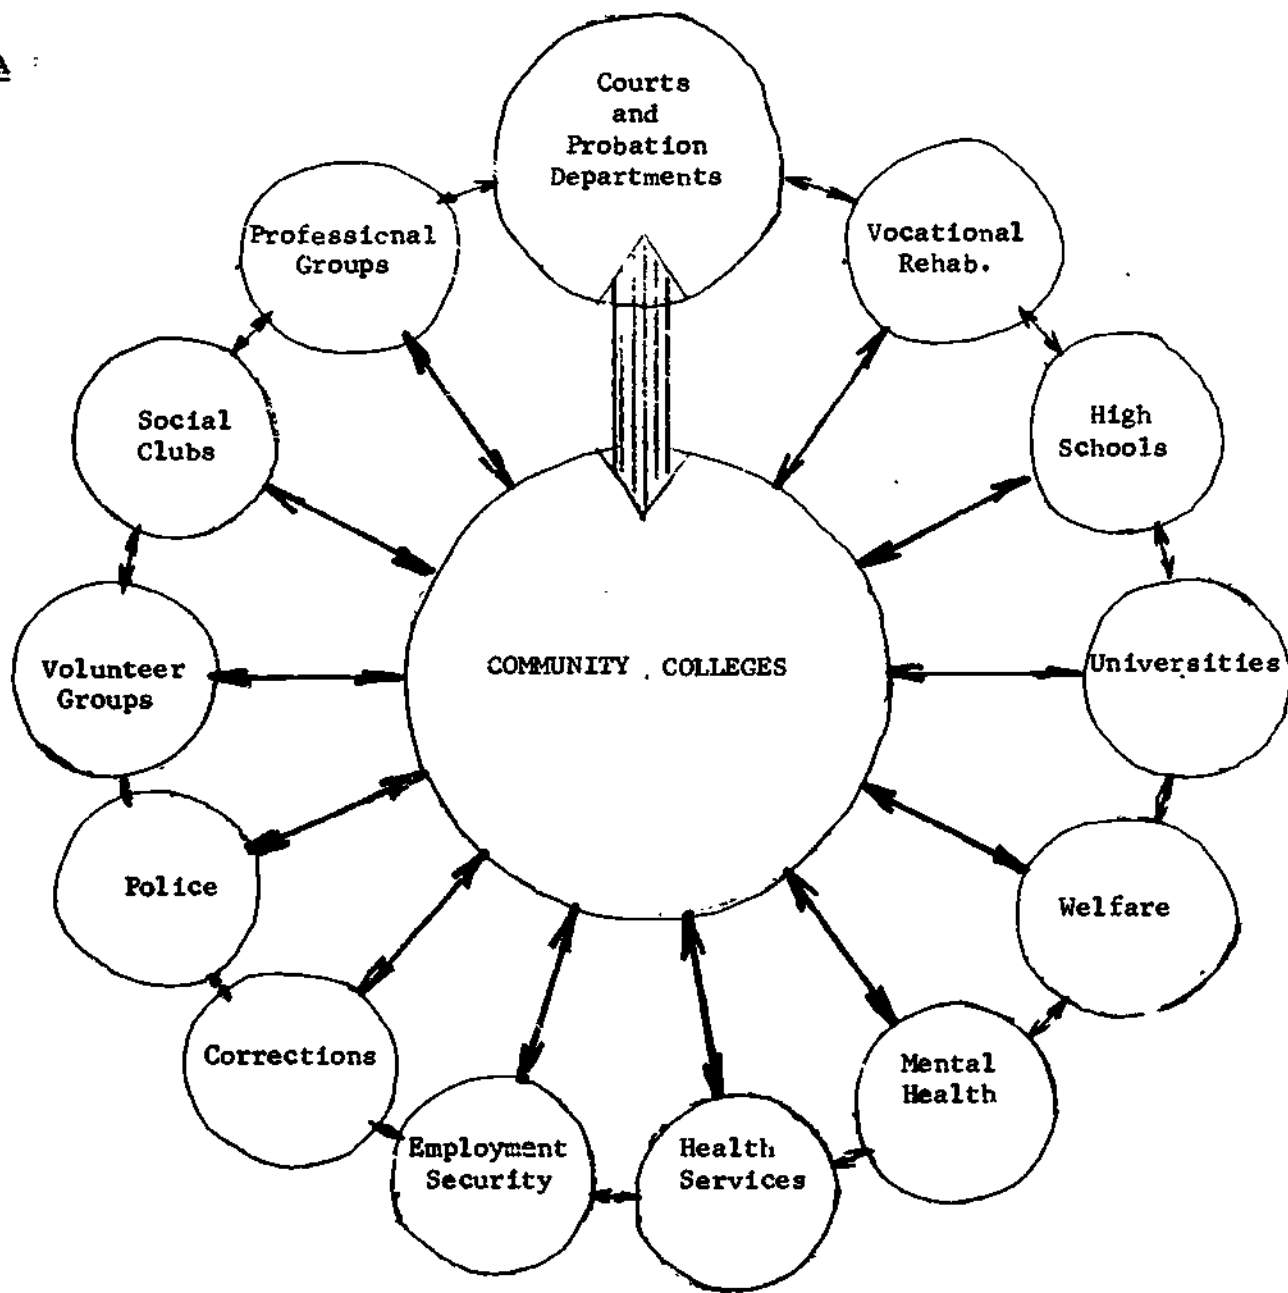 A
Courts
and
Probation
Departments
Vocational
Rehab.
High
Schools
Universities
Welfare
Mental
Health
Health
Services
Employment
Security
Corrections
Police
Volunteer
Groups
Social
Clubs
Professional
Groups
COMMUNITY COLLEGES